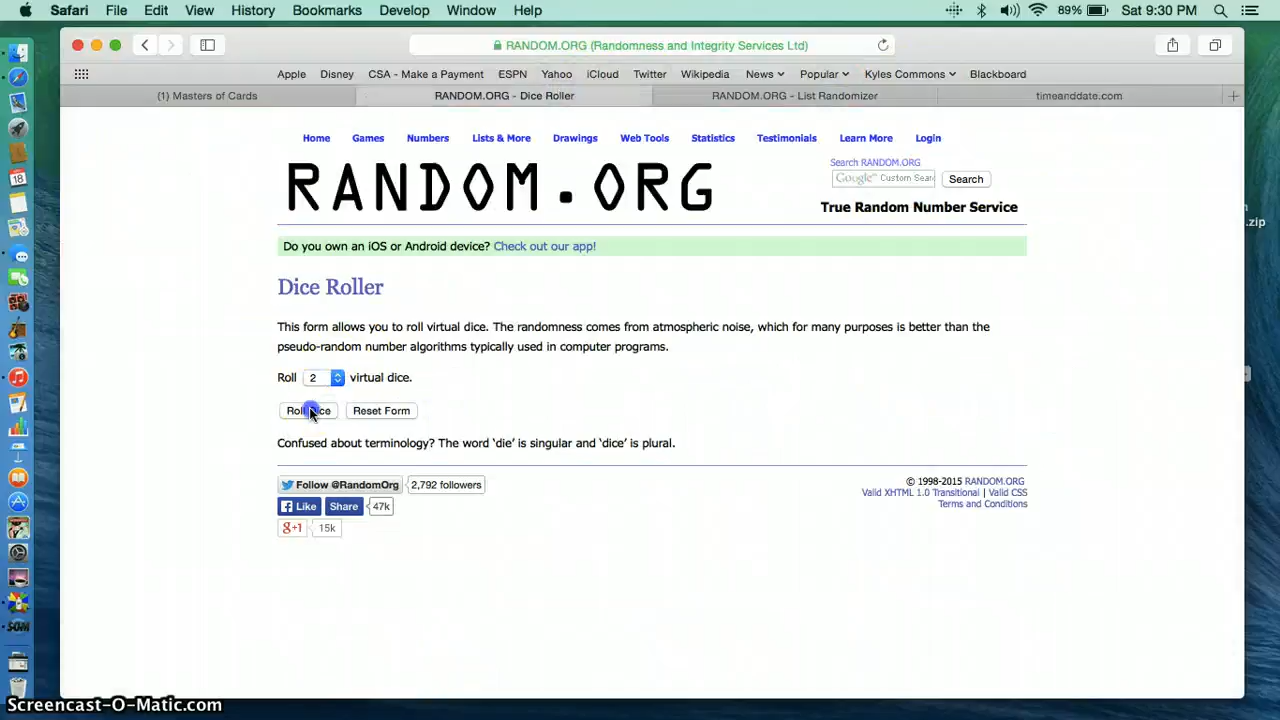 Safari File Edit View History Bookmarks Develop Window Help 89% Sat 9:30 PM
RANDOM.ORG (Randomness and Integrity Services Ltd)
Apple Disney CSA - Make a Payment ESPN Yahoo iCloud Twitter Wikipedia News Popular Kyles Commons Blackboard
(1) Masters of Cards RANDOM.ORG - Dice Roller RANDOM.ORG - List Randomizer timeanddate.com
Home Games Numbers Lists & More Drawings Web Tools Statistics Testimonials Learn More Login
RANDOM.ORG
Search RANDOM.ORG
Google™ Custom Sear Search
True Random Number Service
.zip
Do you own an iOS or Android device? Check out our app!
Dice Roller
This form allows you to roll virtual dice. The randomness comes from atmospheric noise, which for many purposes is better than the
pseudo-random number algorithms typically used in computer programs.
Roll 2 virtual dice.
Roll Dice Reset Form
Confused about terminology? The word ‘die’ is singular and ‘dice’ is plural.
Follow @RandomOrg 2,792 followers
Like Share 47k
g+1 15k
© 1998-2015 RANDOM.ORG
Valid XHTML 1.0 Transitional | Valid CSS
Terms and Conditions
18
SOM
Screencast-O-Matic.com